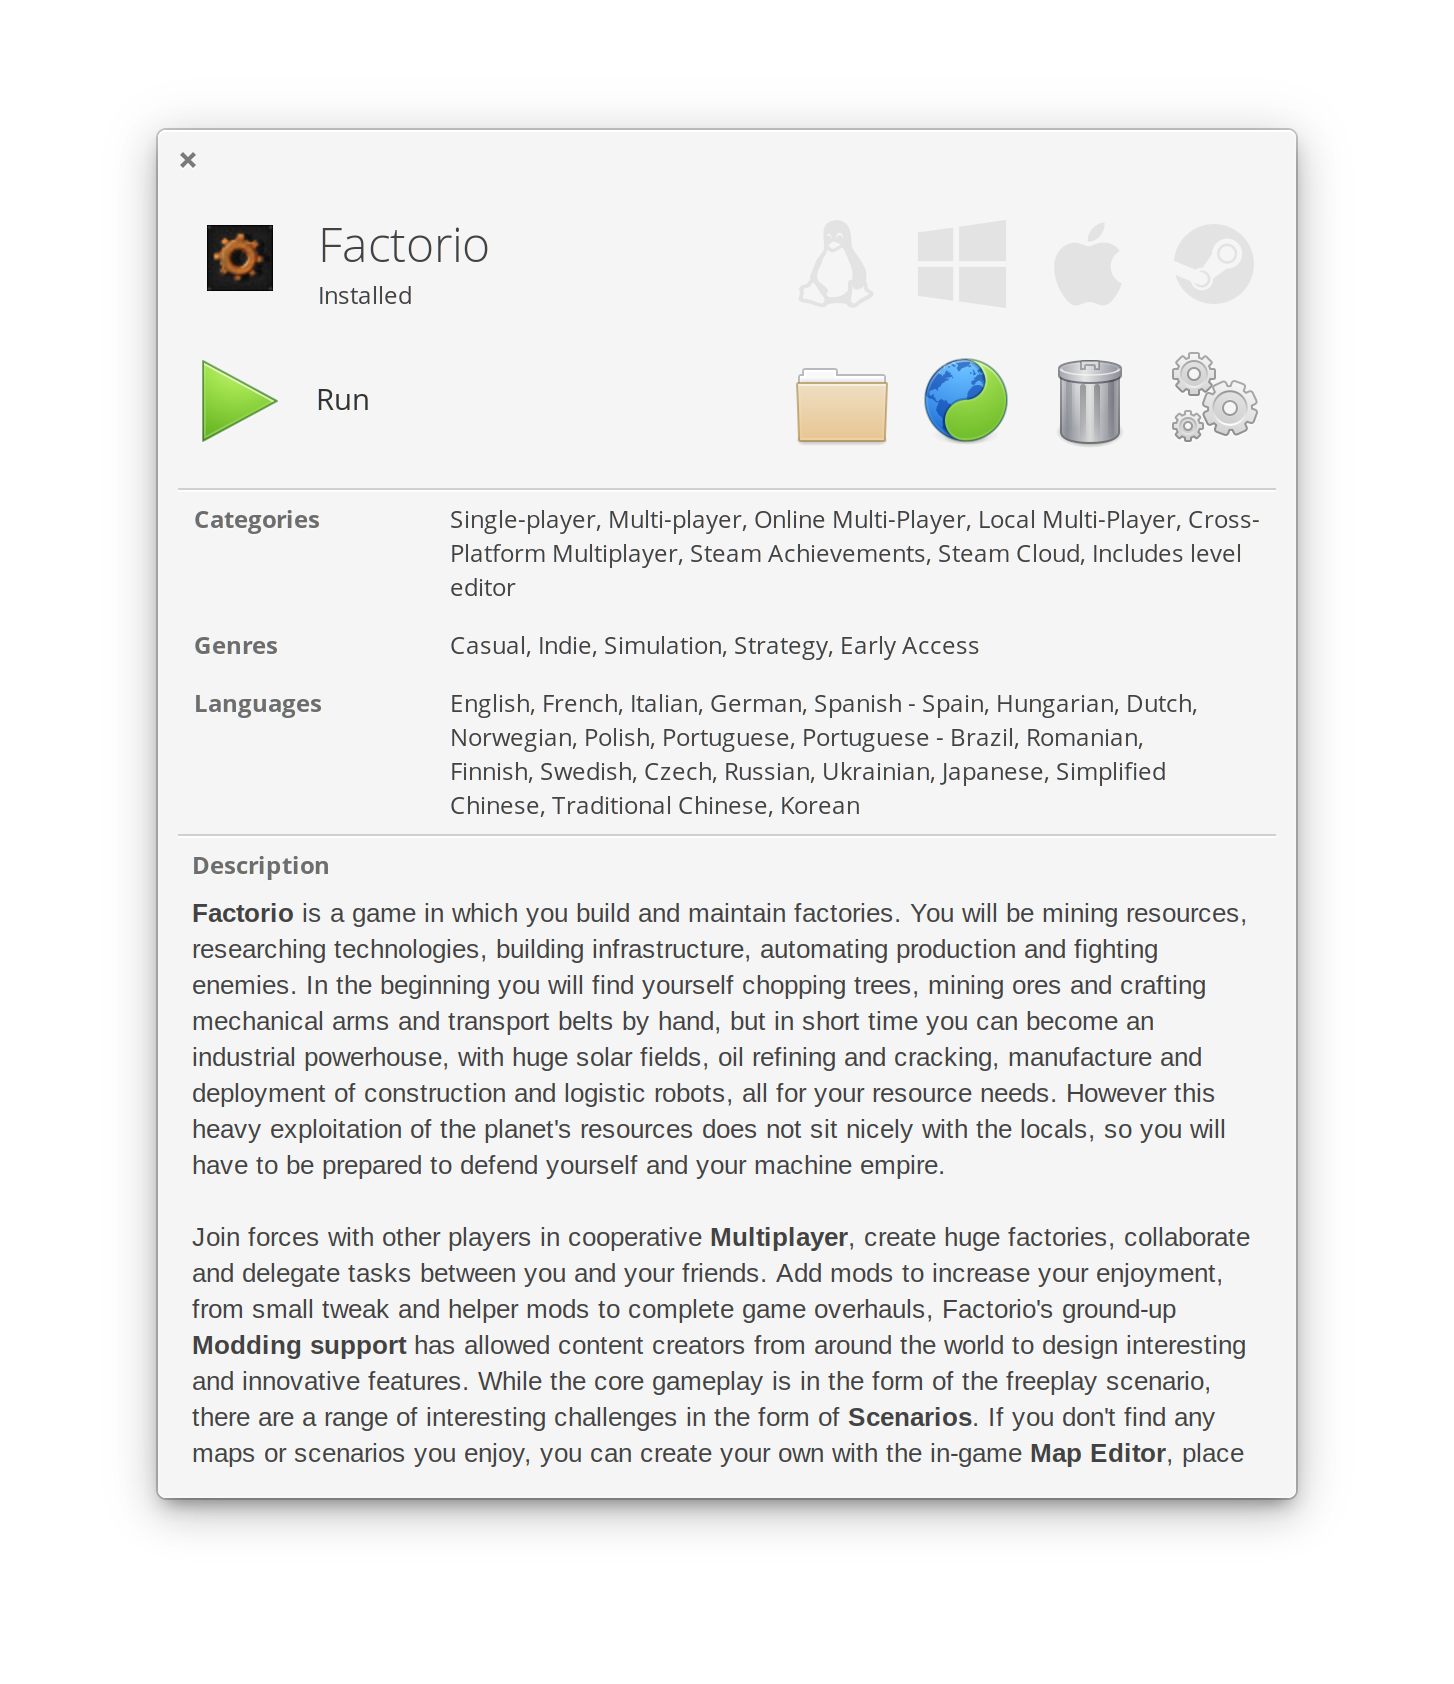 Factorio
Installed
Run
Categories
Single-player, Multi-player, Online Multi-Player, Local Multi-Player, Cross-
Platform Multiplayer, Steam Achievements, Steam Cloud, Includes level
editor
Genres
Casual, Indie, Simulation, Strategy, Early Access
Languages
English, French, Italian, German, Spanish - Spain, Hungarian, Dutch,
Norwegian, Polish, Portuguese, Portuguese - Brazil, Romanian,
Finnish, Swedish, Czech, Russian, Ukrainian, Japanese, Simplified
Chinese, Traditional Chinese, Korean
Description
Factorio is a game in which you build and maintain factories. You will be mining resources,
researching technologies, building infrastructure, automating production and fighting
enemies. In the beginning you will find yourself chopping trees, mining ores and crafting
mechanical arms and transport belts by hand, but in short time you can become an
industrial powerhouse, with huge solar fields, oil refining and cracking, manufacture and
deployment of construction and logistic robots, all for your resource needs. However this
heavy exploitation of the planet's resources does not sit nicely with the locals, so you will
have to be prepared to defend yourself and your machine empire.
Join forces with other players in cooperative Multiplayer, create huge factories, collaborate
and delegate tasks between you and your friends. Add mods to increase your enjoyment,
from small tweak and helper mods to complete game overhauls, Factorio's ground-up
Modding support has allowed content creators from around the world to design interesting
and innovative features. While the core gameplay is in the form of the freeplay scenario,
there are a range of interesting challenges in the form of Scenarios. If you don't find any
maps or scenarios you enjoy, you can create your own with the in-game Map Editor, place